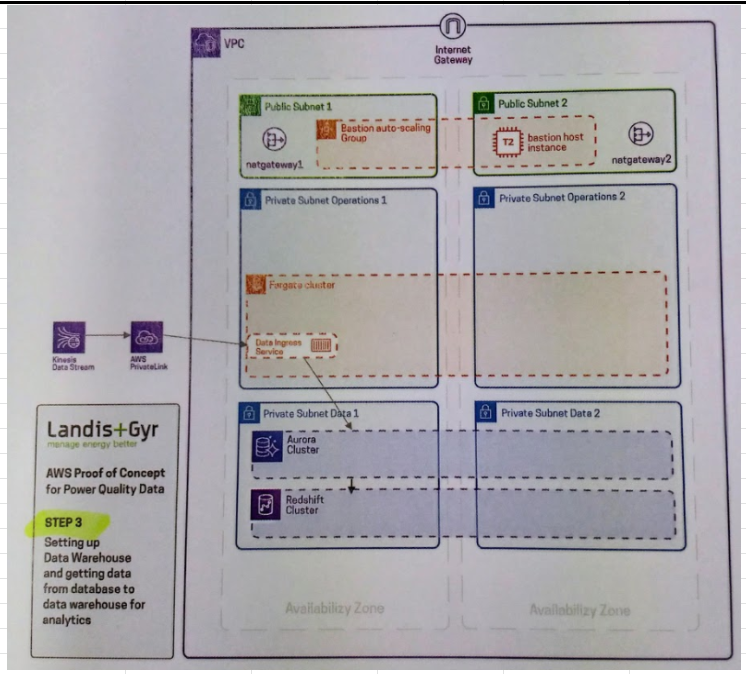 VPC
Internet
Gateway
Public Subnet 1
Public Subnet 2
Bastion auto-scaling
Group
T2
bastion host
instance
natgateway1
natgateway2
Private Subnet Operations 1
Private Subnet Operations 2
Fargate cluster
Data Ingress
Service
Kinesis
Data Stream
AWS
PrivateLink
Private Subnet Data 1
Private Subnet Data 2
Aurora
Cluster
Redshift
Cluster
Landis+Gyr
manage energy better
AWS Proof of Concept
for Power Quality Data
STEP 3
Setting up
Data Warehouse
and getting data
from database to
data warehouse for
analytics
Availability Zone
Availability Zone